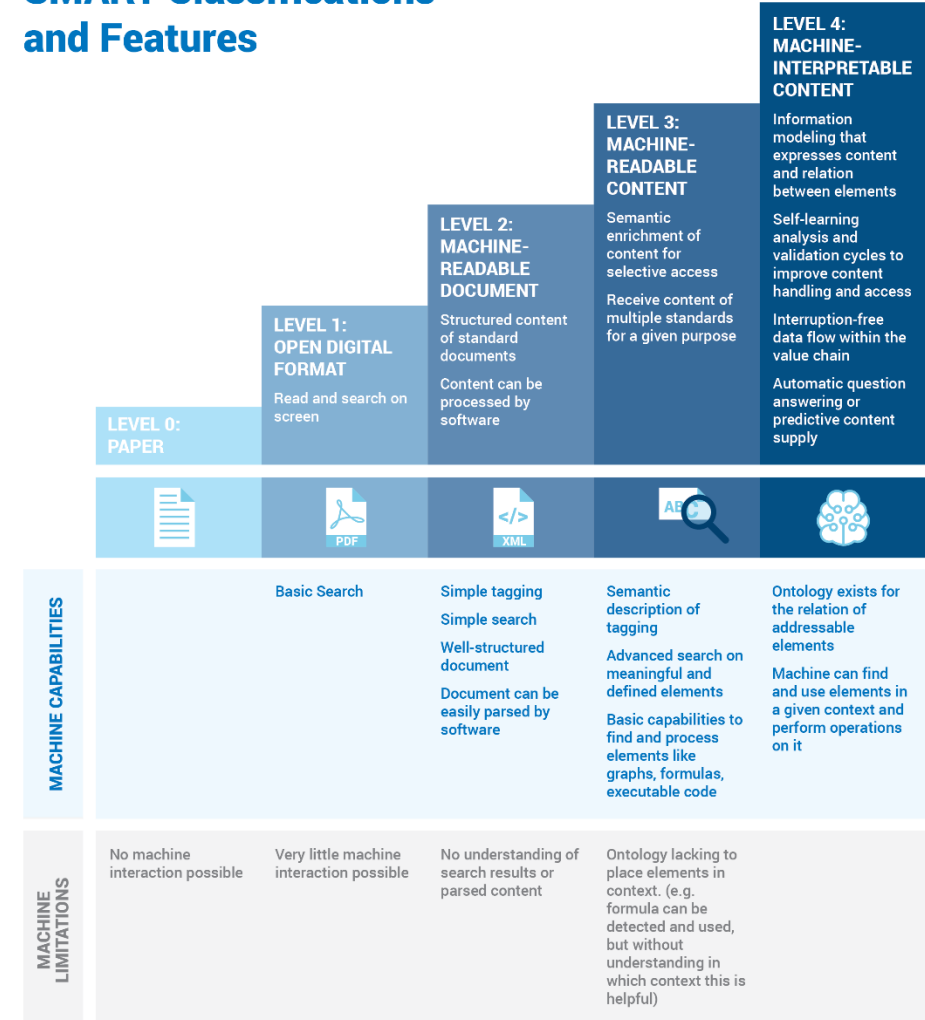 SMART Classifications
and Features
LEVEL 0:
PAPER
LEVEL 1:
OPEN DIGITAL
FORMAT
Read and search on
screen
LEVEL 2:
MACHINE-
READABLE
DOCUMENT
Structured content
of standard
documents
Content can be
processed by
software
LEVEL 3:
MACHINE-
READABLE
CONTENT
Semantic
enrichment of
content for
selective access
Receive content of
multiple standards
for a given purpose
LEVEL 4:
MACHINE-
INTERPRETABLE
CONTENT
Information
modeling that
expresses content
and relation
between elements
Self-learning
analysis and
validation cycles to
improve content
handling and access
Interruption-free
data flow within the
value chain
Automatic question
answering or
predictive content
supply
PDF
</>
XML
ABC
MACHINE CAPABILITIES
Basic Search
Simple tagging
Simple search
Well-structured
document
Document can be
easily parsed by
software
Semantic
description of
tagging
Advanced search on
meaningful and
defined elements
Basic capabilities to
find and process
elements like
graphs, formulas,
executable code
Ontology exists for
the relation of
addressable
elements
Machine can find
and use elements in
a given context and
perform operations
on it
MACHINE
LIMITATIONS
No machine
interaction possible
Very little machine
interaction possible
No understanding of
search results or
parsed content
Ontology lacking to
place elements in
context. (e.g.
formula can be
detected and used,
but without
understanding in
which context this is
helpful)